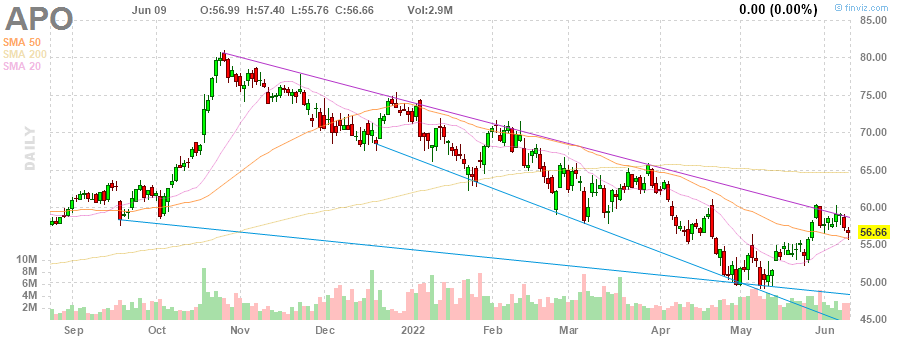 APO
Jun 09 O:56.99 H:57.40 L:55.76 C:56.66 Vol:2.9M 0.00 (0.00%)
© finviz.com
SMA 50
SMA 200
SMA 20
DAILY
85.00
80.00
75.00
70.00
65.00
60.00
56.66
55.00
50.00
45.00
10M
8M
6M
4M
2M
Sep Oct Nov Dec 2022 Feb Mar Apr May Jun